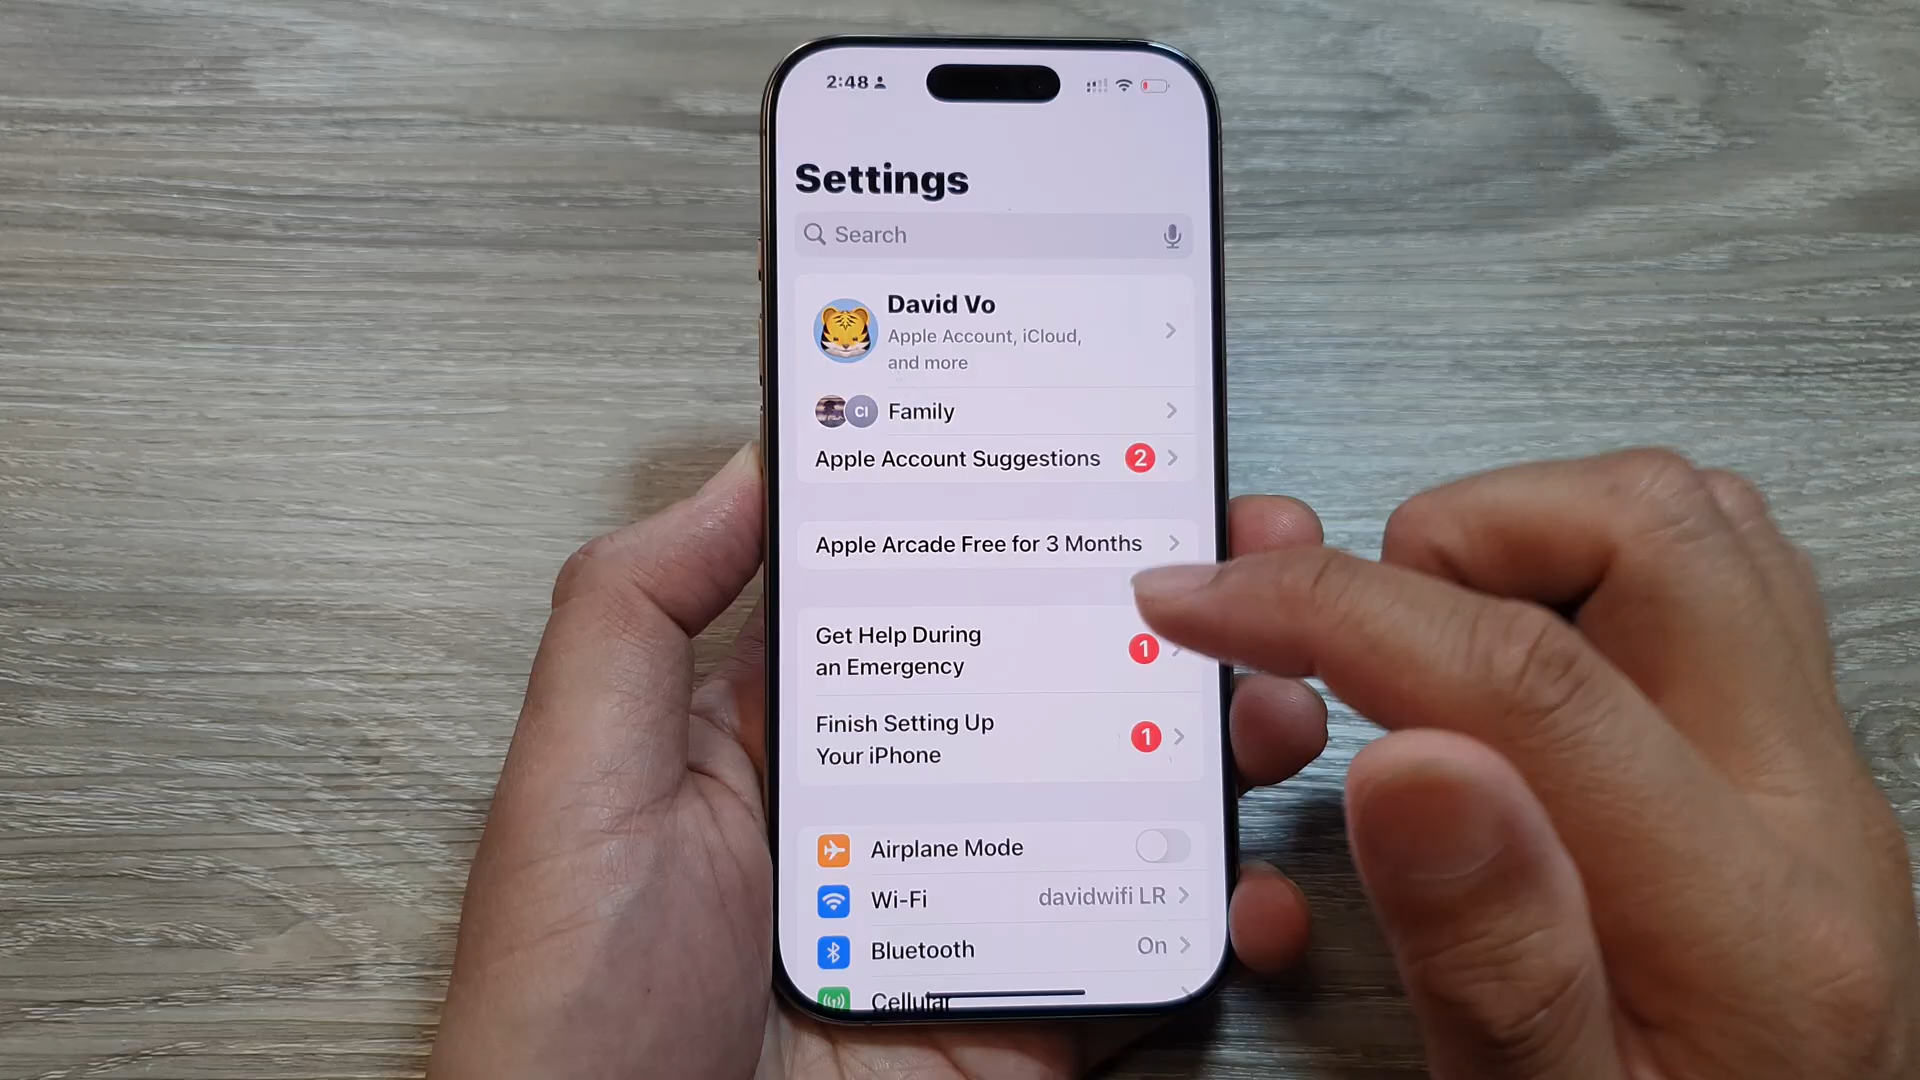 2:48
Settings
Search
David Vo
Apple Account, iCloud,
and more
CI
Family
Apple Account Suggestions 2
Apple Arcade Free for 3 Months
Get Help During
an Emergency
1
Finish Setting Up
Your iPhone
1
Airplane Mode
Wi-Fi davidwifi LR
Bluetooth On
Cellular